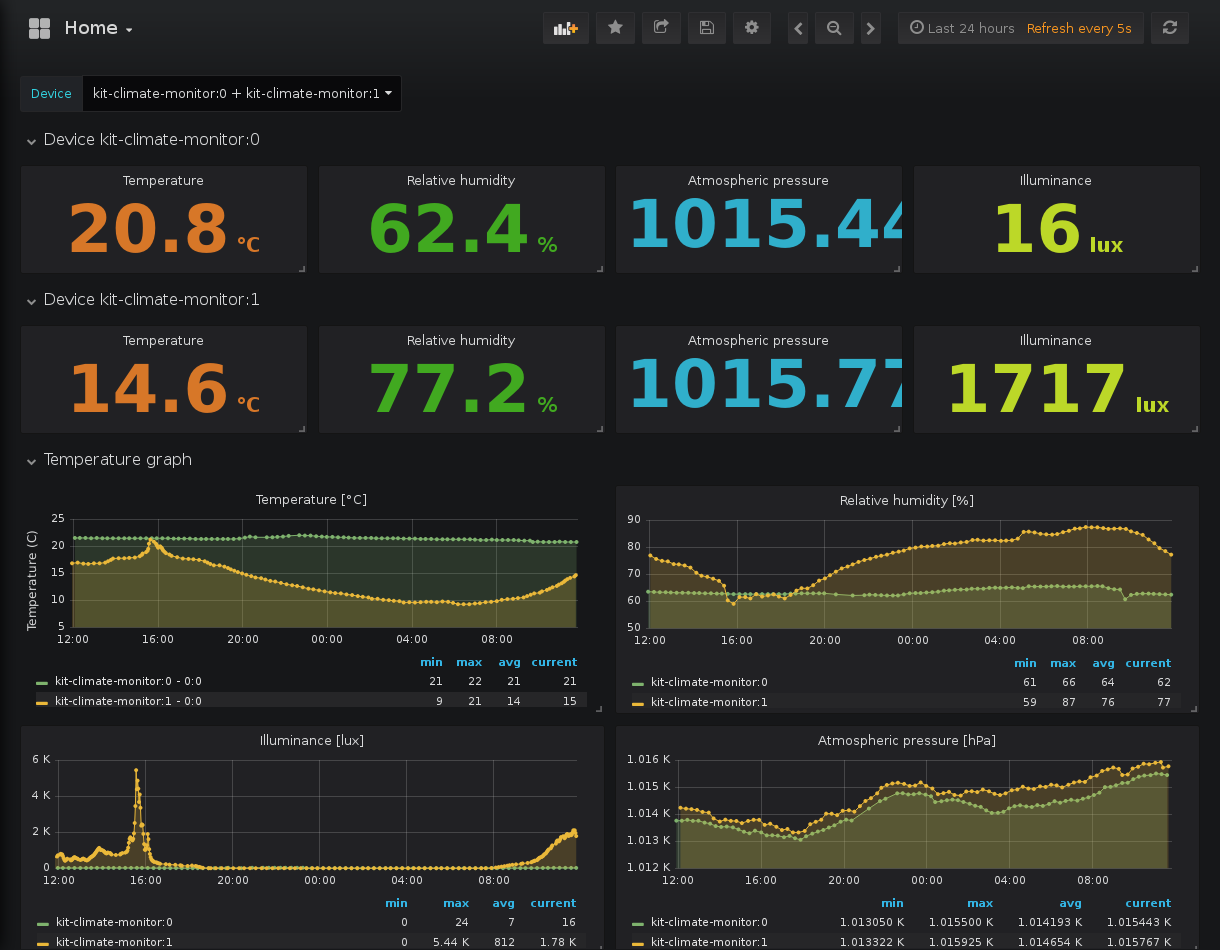 Home
Last 24 hours Refresh every 5s
Device kit-climate-monitor:0 + kit-climate-monitor:1
Device kit-climate-monitor:0
Temperature Relative humidity Atmospheric pressure Illuminance
20.8 °C 62.4 % 1015.44 16 lux
Device kit-climate-monitor:1
Temperature Relative humidity Atmospheric pressure Illuminance
14.6 °C 77.2 % 1015.77 1717 lux
Temperature graph
Temperature [°C]
Temperature (C)
25
20
15
10
5
12:00 16:00 20:00 00:00 04:00 08:00
min max avg current
kit-climate-monitor:0 - 0:0 21 22 21 21
kit-climate-monitor:1 - 0:0 9 21 14 15
Relative humidity [%]
90
80
70
60
50
12:00 16:00 20:00 00:00 04:00 08:00
min max avg current
kit-climate-monitor:0 61 66 64 62
kit-climate-monitor:1 59 87 76 77
Illuminance [lux]
6 K
4 K
2 K
0
12:00 16:00 20:00 00:00 04:00 08:00
min max avg current
kit-climate-monitor:0 0 24 7 16
kit-climate-monitor:1 0 5.44 K 812 1.78 K
Atmospheric pressure [hPa]
1.016 K
1.015 K
1.014 K
1.013 K
1.012 K
12:00 16:00 20:00 00:00 04:00 08:00
min max avg current
kit-climate-monitor:0 1.013050 K 1.015500 K 1.014193 K 1.015443 K
kit-climate-monitor:1 1.013322 K 1.015925 K 1.014654 K 1.015767 K